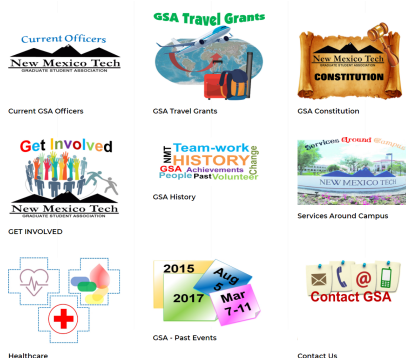 Current Officers
New Mexico Tech
GRADUATE STUDENT ASSOCIATION
Current GSA Officers
GSA Travel Grants
GSA Travel Grants
New Mexico Tech
GRADUATE STUDENT ASSOCIATION
CONSTITUTION
GSA Constitution
Get Involved
New Mexico Tech
GRADUATE STUDENT ASSOCIATION
GET INVOLVED
NMT
Team-work
HISTORY
GSA Achievements
People Past Volunteer
Change
GSA History
Services Around Campus
NEW MEXICO TECH
Services Around Campus
Healthcare
2015
Aug
5
2017
Mar
7-11
GSA - Past Events
@
Contact GSA
Contact Us